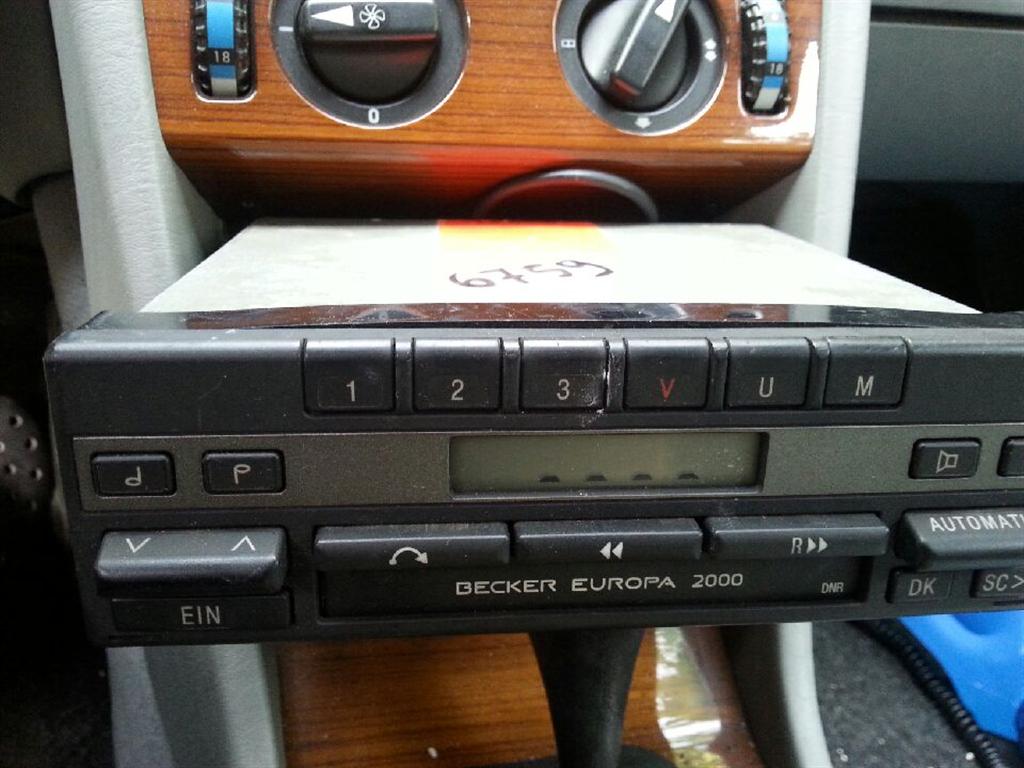 18
18
0
6759
1 2 3 V U M
EIN
R
BECKER EUROPA 2000
DNR
AUTOMATI
DK
SC